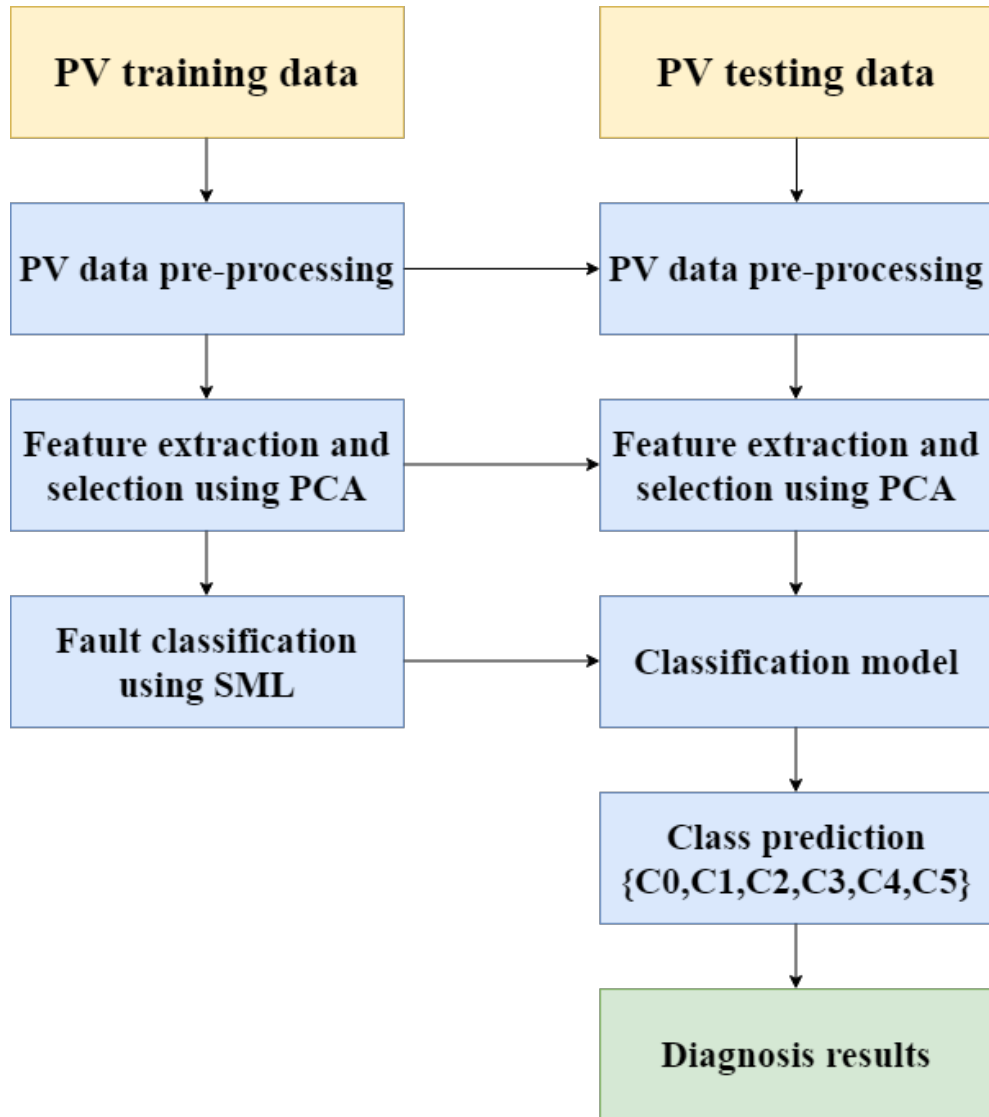 PV training data
PV testing data
PV data pre-processing
PV data pre-processing
Feature extraction and
selection using PCA
Feature extraction and
selection using PCA
Fault classification
using SML
Classification model
Class prediction
{C0,C1,C2,C3,C4,C5}
Diagnosis results